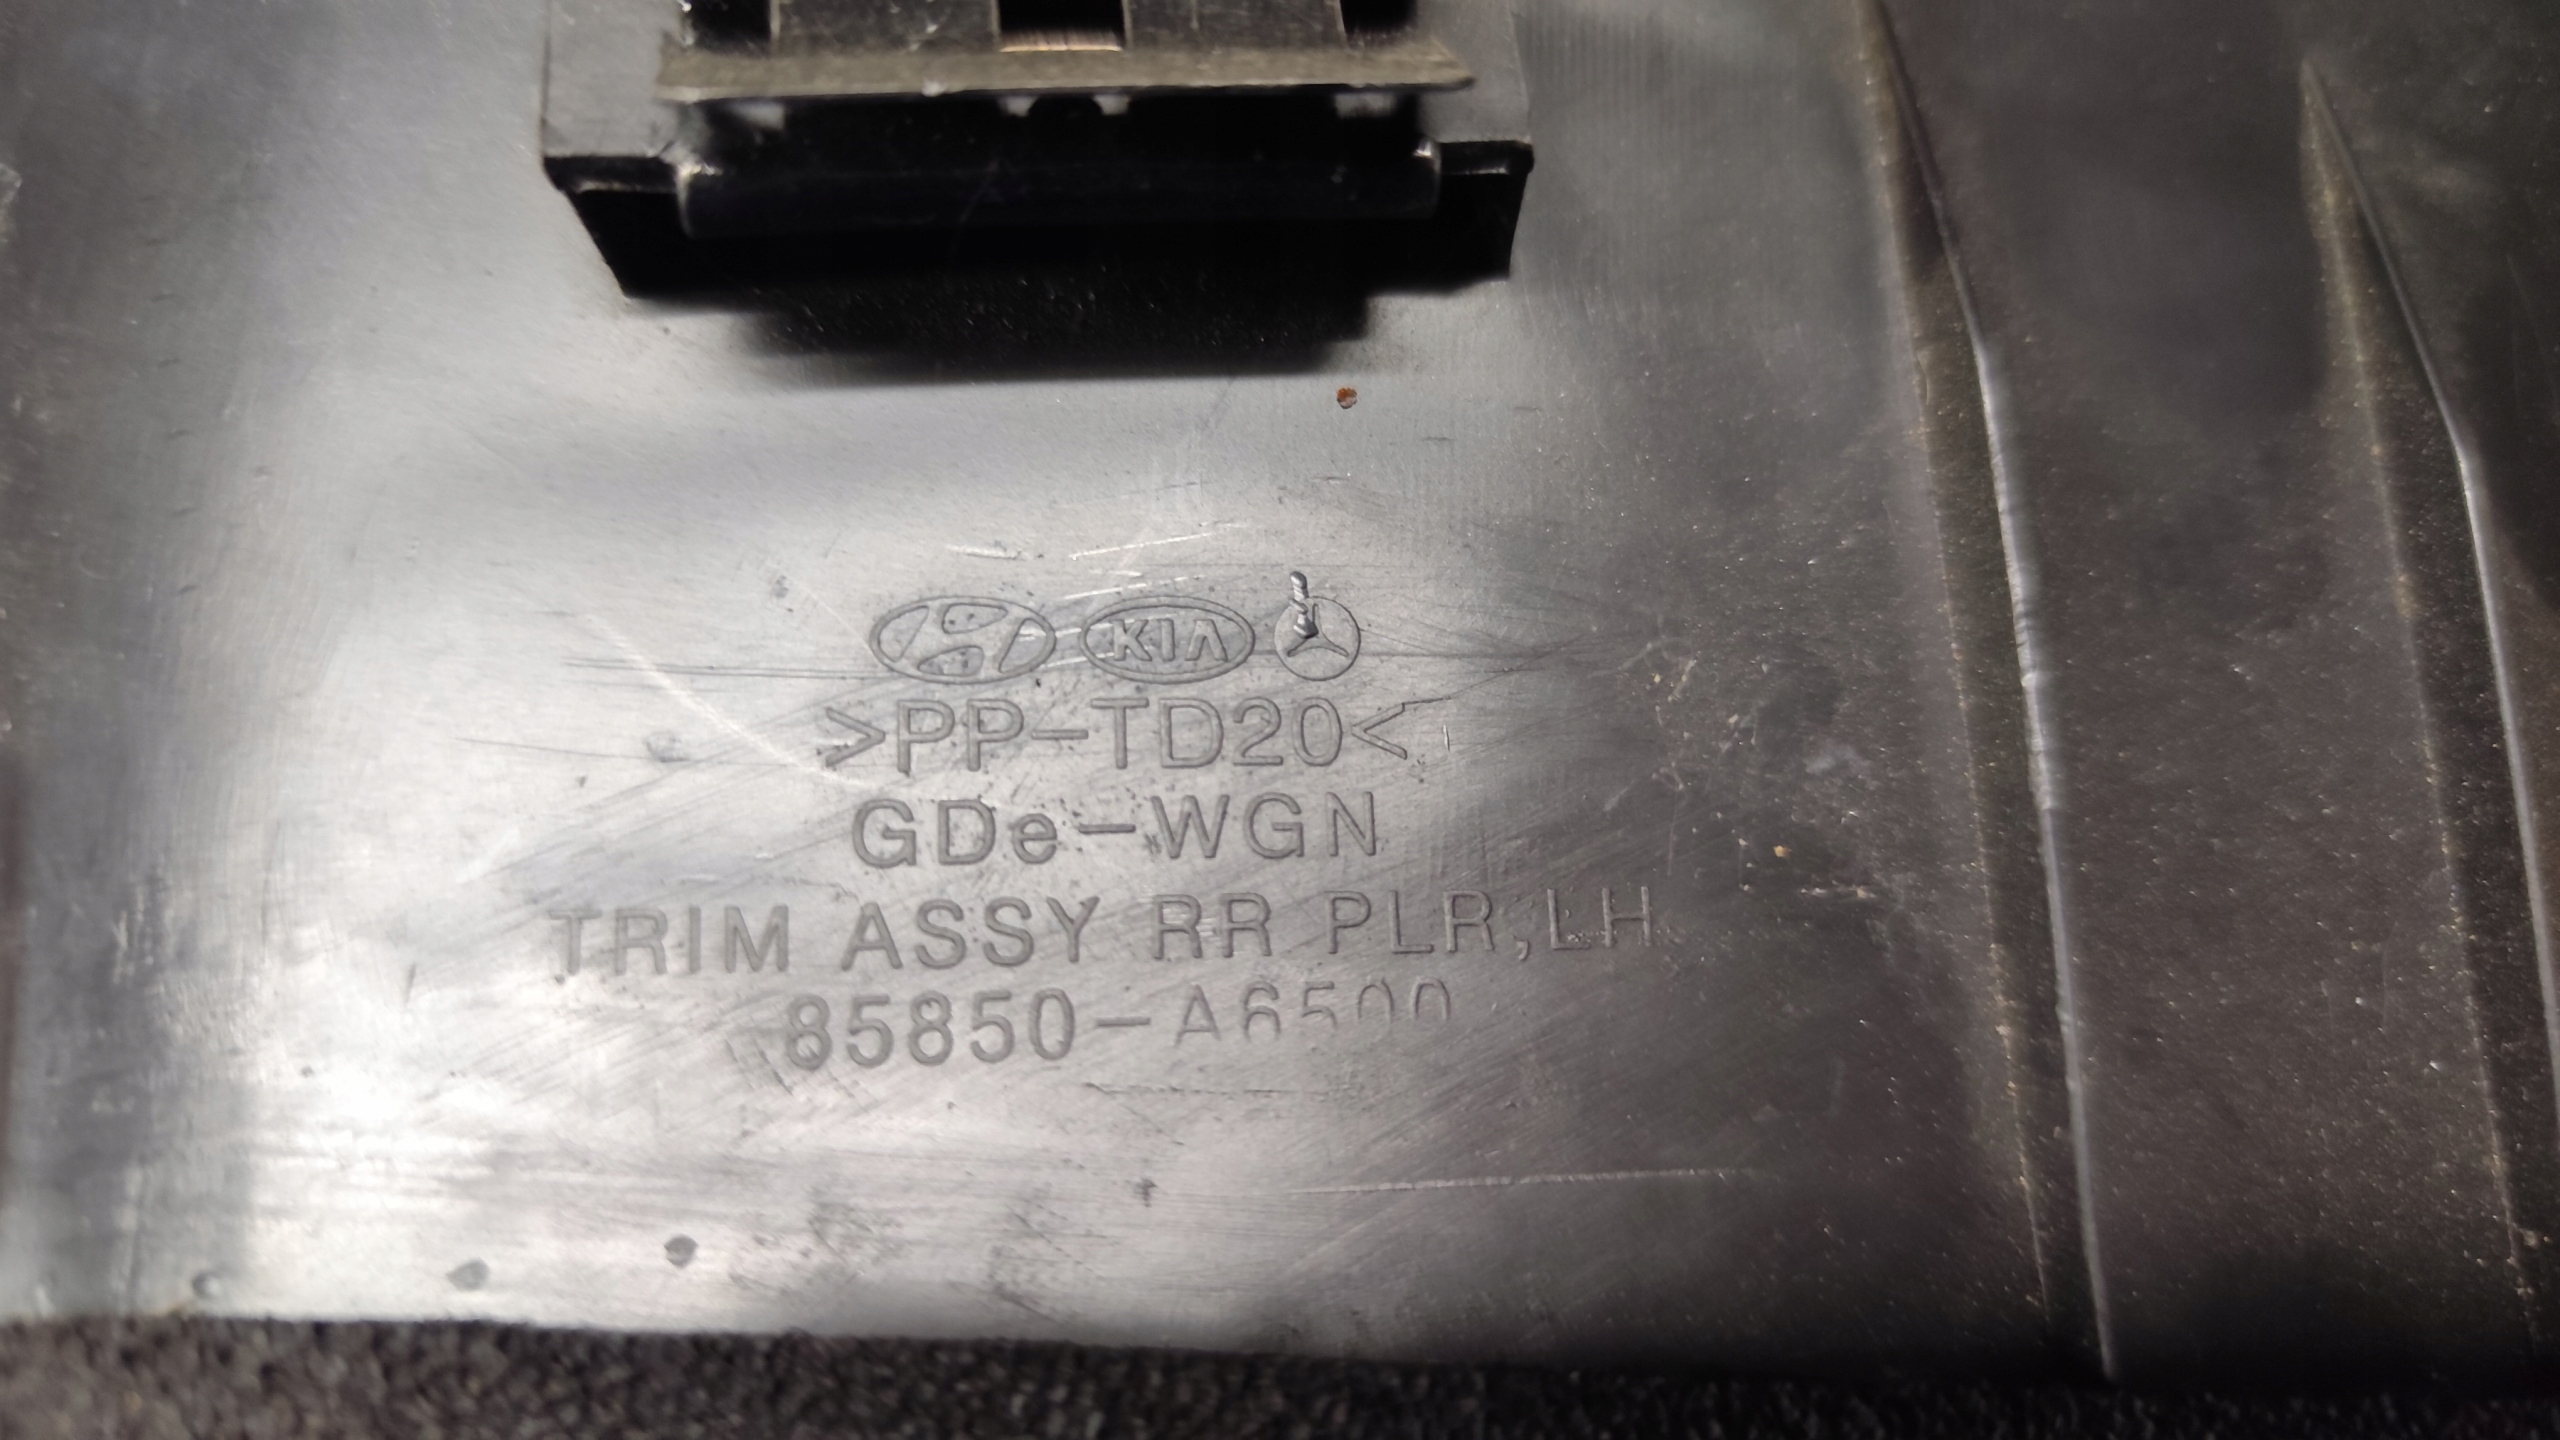 KIA
>PP-TD20<
GDe-WGN
TRIM ASSY RR PLR,LH
85850-A6500